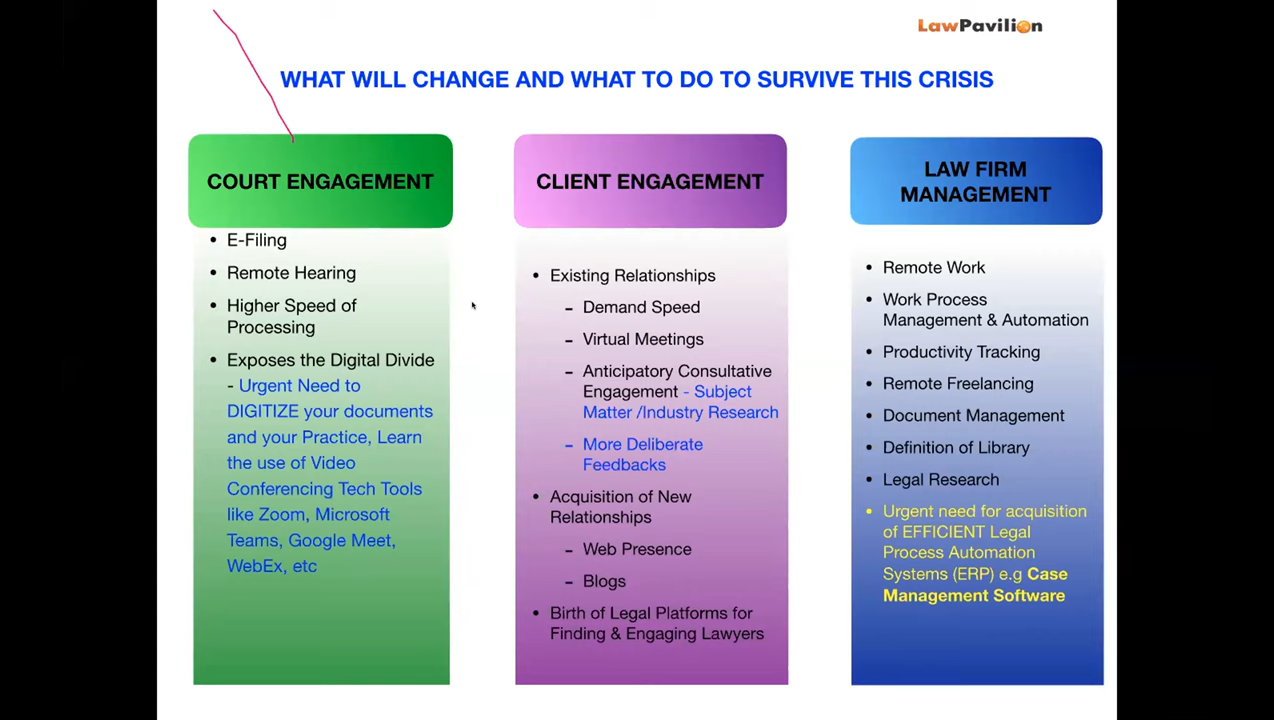 LawPavilion
WHAT WILL CHANGE AND WHAT TO DO TO SURVIVE THIS CRISIS
COURT ENGAGEMENT
• E-Filing
• Remote Hearing
• Higher Speed of
Processing
• Exposes the Digital Divide
- Urgent Need to
DIGITIZE your documents
and your Practice, Learn
the use of Video
Conferencing Tech Tools
like Zoom, Microsoft
Teams, Google Meet,
WebEx, etc
CLIENT ENGAGEMENT
• Existing Relationships
- Demand Speed
- Virtual Meetings
- Anticipatory Consultative
Engagement - Subject
Matter /Industry Research
- More Deliberate
Feedbacks
• Acquisition of New
Relationships
- Web Presence
- Blogs
• Birth of Legal Platforms for
Finding & Engaging Lawyers
LAW FIRM
MANAGEMENT
• Remote Work
• Work Process
Management & Automation
• Productivity Tracking
• Remote Freelancing
• Document Management
• Definition of Library
• Legal Research
• Urgent need for acquisition
of EFFICIENT Legal
Process Automation
Systems (ERP) e.g Case
Management Software